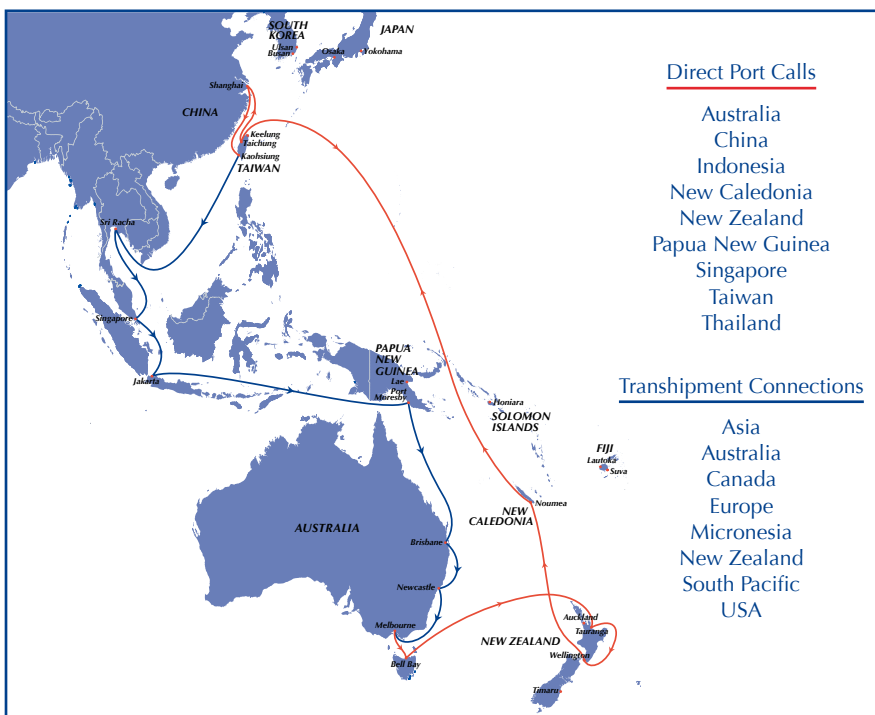 SOUTH
KOREA
JAPAN
Ulsan
Busan
Osaka
Yokohama
Shanghai
CHINA
Keelung
Taichung
Kaohsiung
TAIWAN
Sri Racha
Singapore
Jakarta
PAPUA
NEW
GUINEA
Lae
Port
Moresby
Honiara
SOLOMON
ISLANDS
FIJI
Lautoka
Suva
Noumea
NEW
CALEDONIA
AUSTRALIA
Brisbane
Newcastle
Melbourne
Bell Bay
NEW ZEALAND
Auckland
Tauranga
Wellington
Timaru
Direct Port Calls
Australia
China
Indonesia
New Caledonia
New Zealand
Papua New Guinea
Singapore
Taiwan
Thailand
Transhipment Connections
Asia
Australia
Canada
Europe
Micronesia
New Zealand
South Pacific
USA